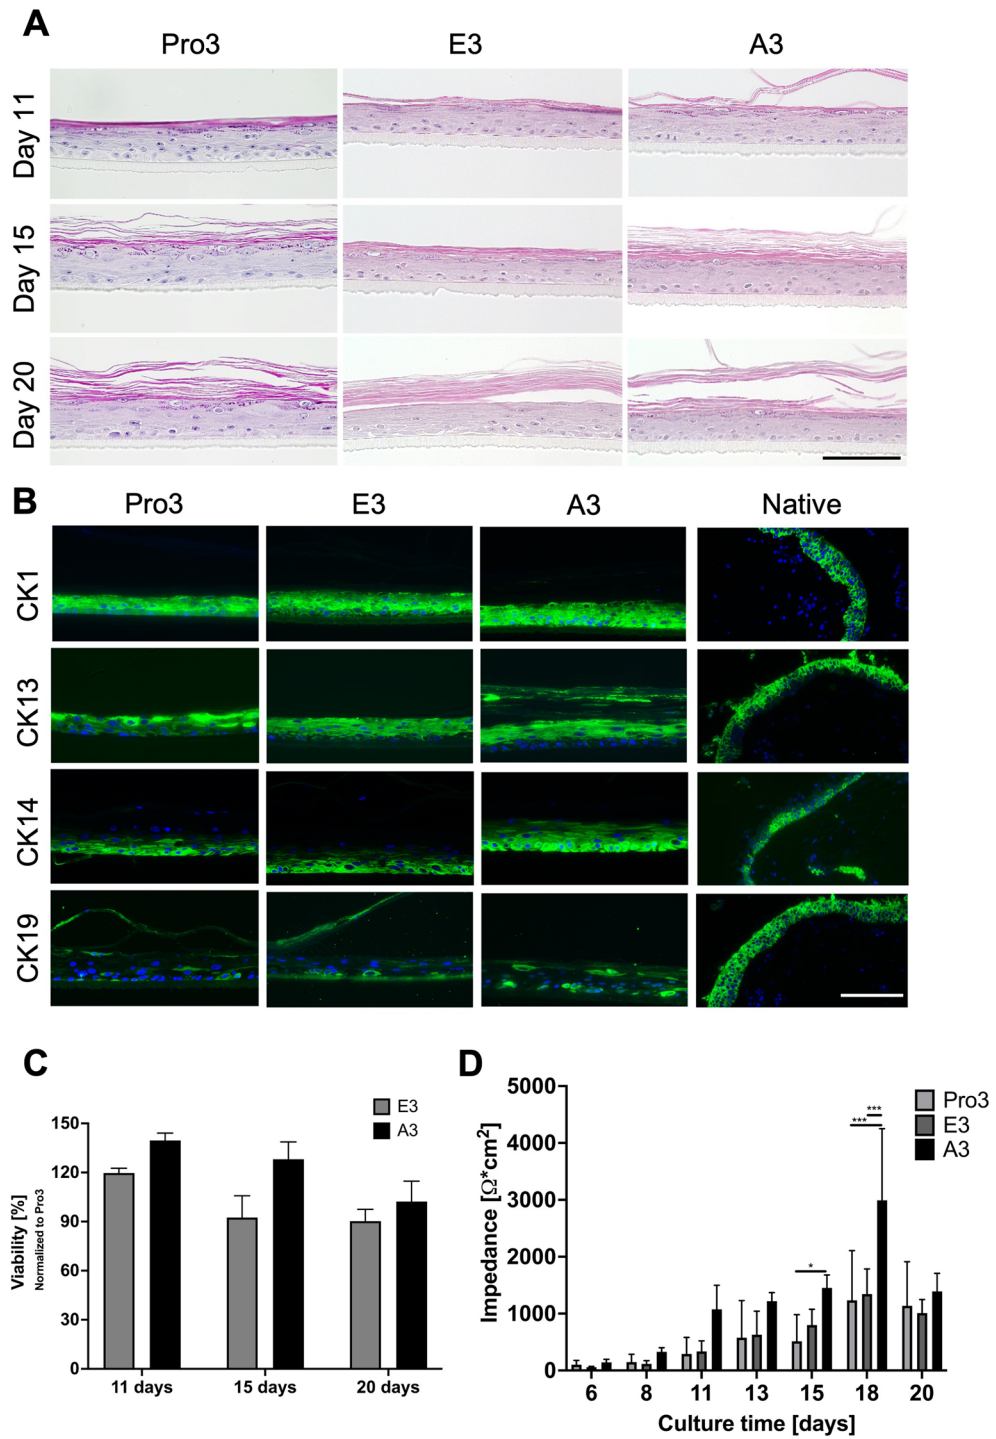 A
Pro3 E3 A3
Day 11
Day 15
Day 20
B
Pro3 E3 A3 Native
CK1
CK13
CK14
CK19
C
E3
A3
Viability [%]
Normalized to Pro3
150
120
90
60
30
0
11 days 15 days 20 days
D
Pro3
E3
A3
Impedance [Ω*cm2]
5000
4000
3000
2000
1000
0
*
***
***
6 8 11 13 15 18 20
Culture time [days]